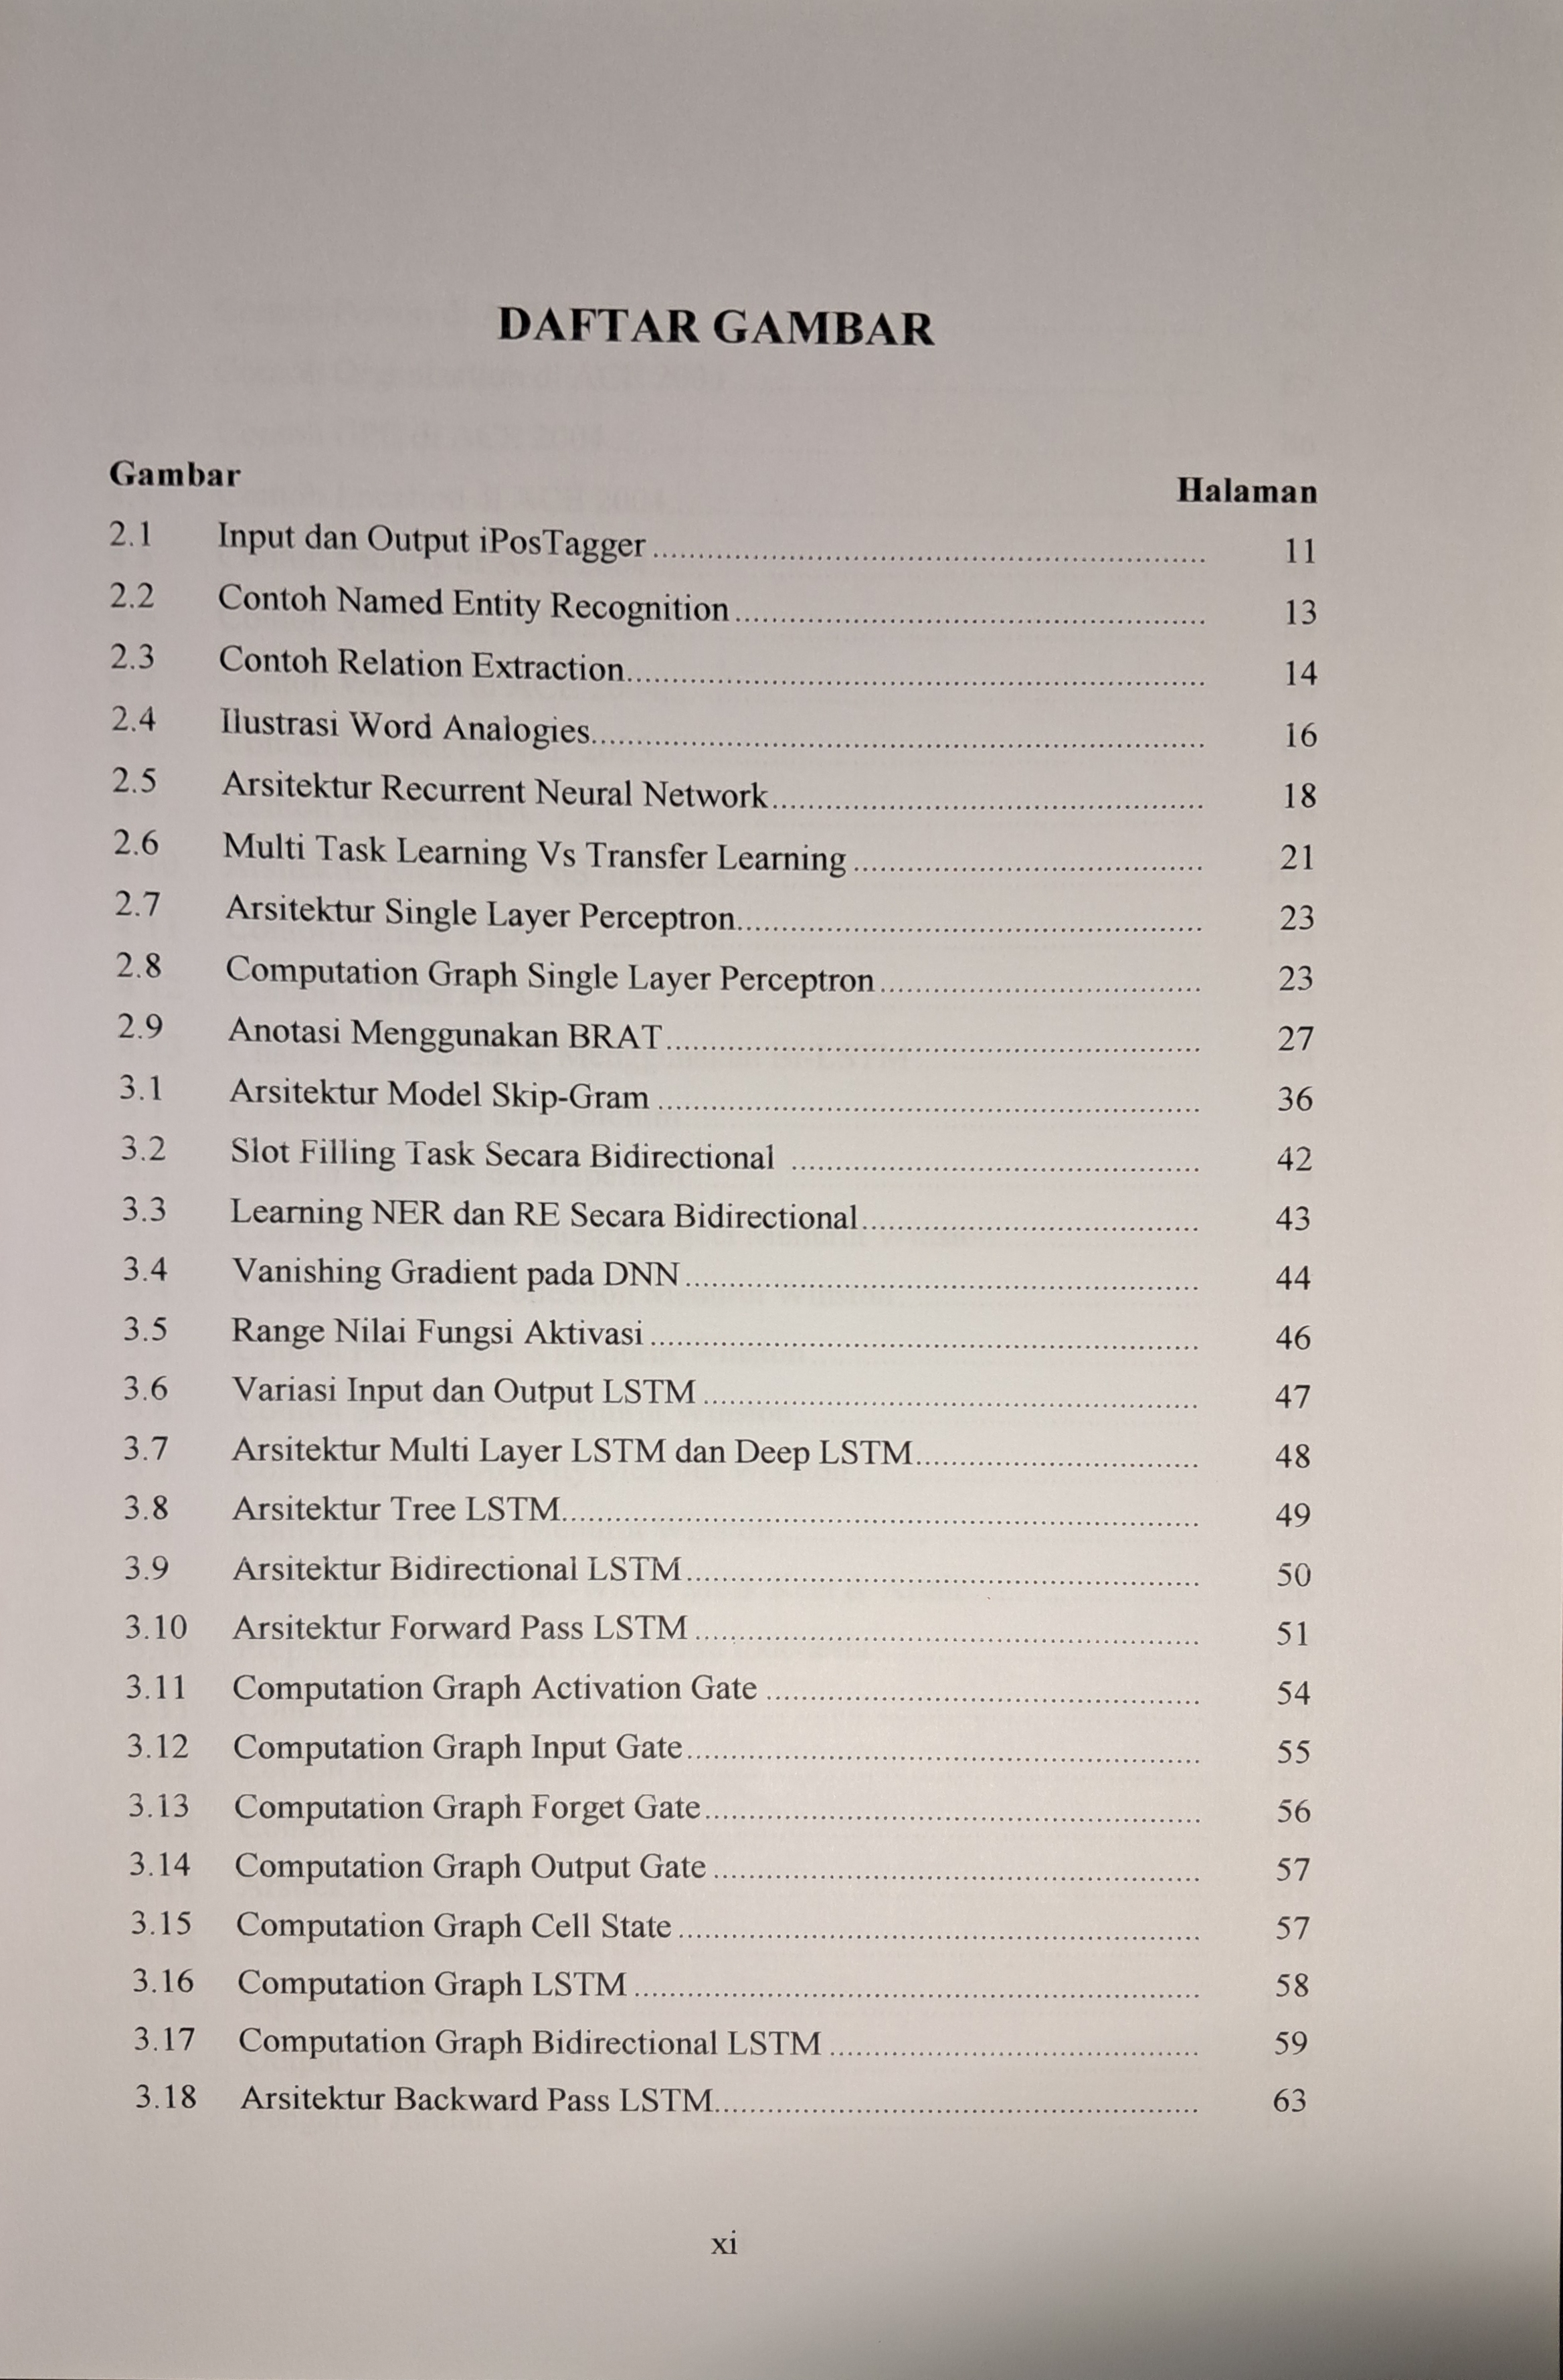 DAFTAR GAMBAR
Gambar Halaman
2.1 Input dan Output iPosTagger 11
2.2 Contoh Named Entity Recognition 13
2.3 Contoh Relation Extraction 14
2.4 Ilustrasi Word Analogies 16
2.5 Arsitektur Recurrent Neural Network 18
2.6 Multi Task Learning Vs Transfer Learning 21
2.7 Arsitektur Single Layer Perceptron 23
2.8 Computation Graph Single Layer Perceptron 23
2.9 Anotasi Menggunakan BRAT 27
3.1 Arsitektur Model Skip-Gram 36
3.2 Slot Filling Task Secara Bidirectional 42
3.3 Learning NER dan RE Secara Bidirectional 43
3.4 Vanishing Gradient pada DNN 44
3.5 Range Nilai Fungsi Aktivasi 46
3.6 Variasi Input dan Output LSTM 47
3.7 Arsitektur Multi Layer LSTM dan Deep LSTM 48
3.8 Arsitektur Tree LSTM 49
3.9 Arsitektur Bidirectional LSTM 50
3.10 Arsitektur Forward Pass LSTM 51
3.11 Computation Graph Activation Gate 54
3.12 Computation Graph Input Gate 55
3.13 Computation Graph Forget Gate 56
3.14 Computation Graph Output Gate 57
3.15 Computation Graph Cell State 57
3.16 Computation Graph LSTM 58
3.17 Computation Graph Bidirectional LSTM 59
3.18 Arsitektur Backward Pass LSTM 63
xi